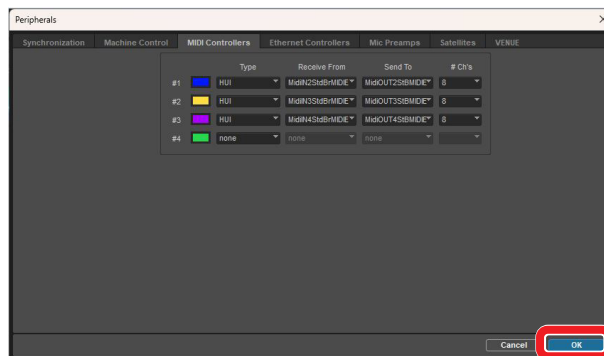 Peripherals
Synchronization Machine Control MIDI Controllers Ethernet Controllers Mic Preamps Satellites VENUE
Type Receive From Send To # Ch's
#1 HUI MidiIN2StdBrMIDIE MidiOUT2StBMIDIE 8
#2 HUI MidiIN3StdBrMIDIE MidiOUT3StBMIDIE 8
#3 HUI MidiIN4StdBrMIDIE MidiOUT4StBMIDIE 8
#4 none none none
Cancel OK